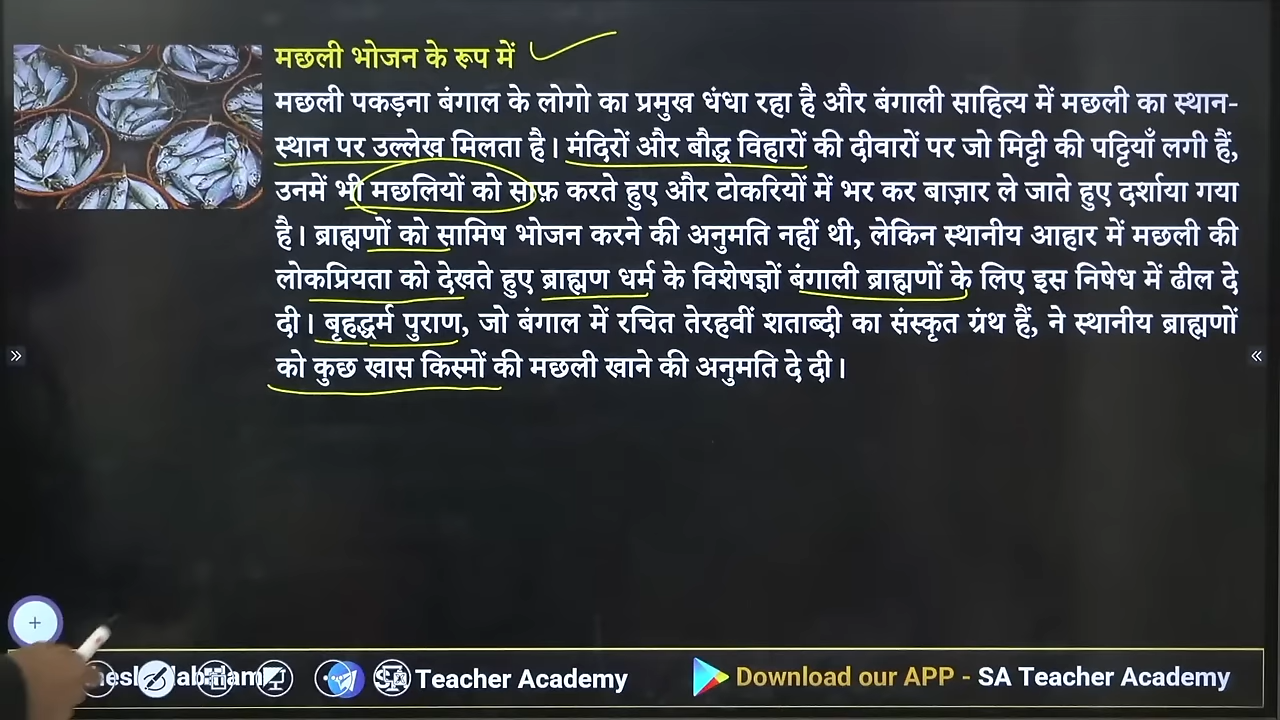 मछली भोजन के रूप में
मछली पकड़ना बंगाल के लोगो का प्रमुख धंधा रहा है और बंगाली साहित्य में मछली का स्थान-
स्थान पर उल्लेख मिलता है। मंदिरों और बौद्ध विहारों की दीवारों पर जो मिट्टी की पट्टियाँ लगी हैं,
उनमें भी मछलियों को साफ़ करते हुए और टोकरियों में भर कर बाज़ार ले जाते हुए दर्शाया गया
है। ब्राह्मणों को सामिष भोजन करने की अनुमति नहीं थी, लेकिन स्थानीय आहार में मछली की
लोकप्रियता को देखते हुए ब्राह्मण धर्म के विशेषज्ञों बंगाली ब्राह्मणों के लिए इस निषेध में ढील दे
दी। बृहद्धर्म पुराण, जो बंगाल में रचित तेरहवीं शताब्दी का संस्कृत ग्रंथ हैं, ने स्थानीय ब्राह्मणों
को कुछ खास किस्मों की मछली खाने की अनुमति दे दी।
Teacher Academy
Download our APP - SA Teacher Academy